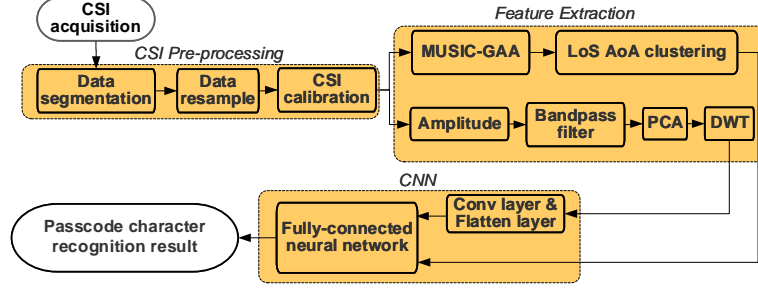 CSI
acquisition
Feature Extraction
CSI Pre-processing
MUSIC-GAA
LoS AoA clustering
Data
segmentation
Data
resample
CSI
calibration
Amplitude
Bandpass
filter
PCA
DWT
CNN
Conv layer &
Flatten layer
Passcode character
recognition result
Fully-connected
neural network